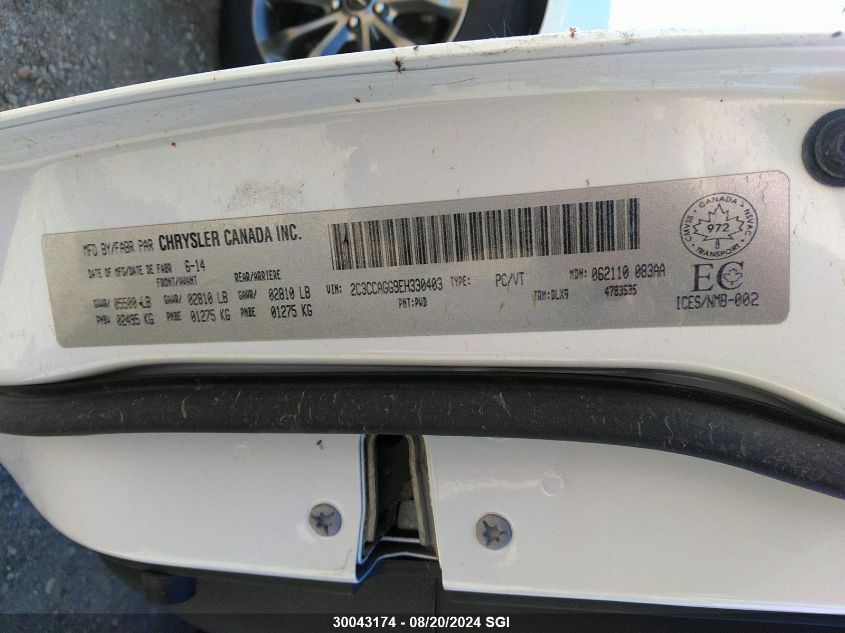 MFD BY/FABR PAR CHRYSLER CANADA INC.
DATE OF MFG/DATE DE FABR 6-14
FRONT/AVANT REAR/ARRIERE
GVWR/ 05500 LB GAWR/ 02810 LB GAWR/ 02810 LB
PNBV 02495 KG PNBE 01275 KG PNBE 01275 KG
VIN: 2C3CCAGG9EH330403 TYPE: PC/VT MDH: 062110 083AA
PNT: PWD TRM: DLX9 4783535
CANADA
CMVSS NSVAC
972
TRANSPORT
EC
ICES/NMB-002
30043174 - 08/20/2024 SGI